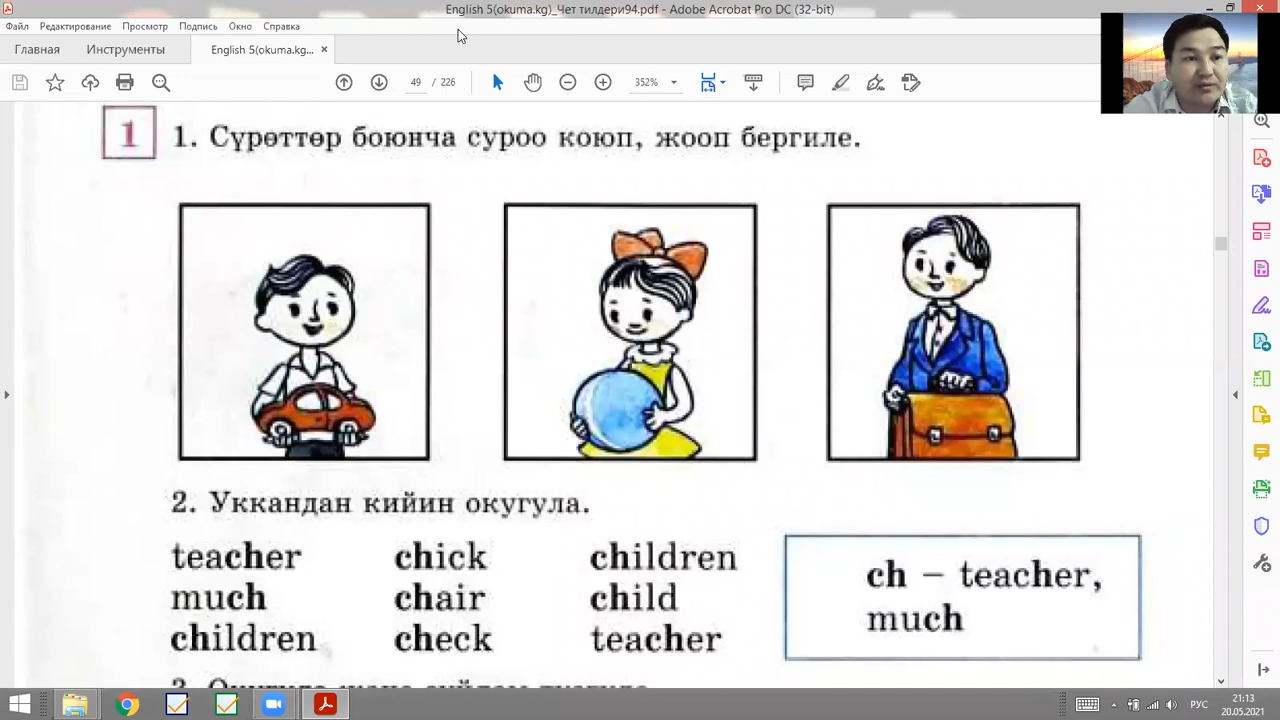 English 5(okuma.kg)_Чет тилдери94.pdf - Adobe Acrobat Pro DC (32-bit)
Файл Редактирование Просмотр Подпись Окно Справка
Главная Инструменты English 5(okuma.kg... ×
49 / 226 352%
1 1. Сүрөттөр боюнча суроо коюп, жооп бергиле.
2. Уккандан кийин окугула.
teacher chick children
much chair child
children check teacher
ch – teacher,
much
РУС
21:13
20.05.2021